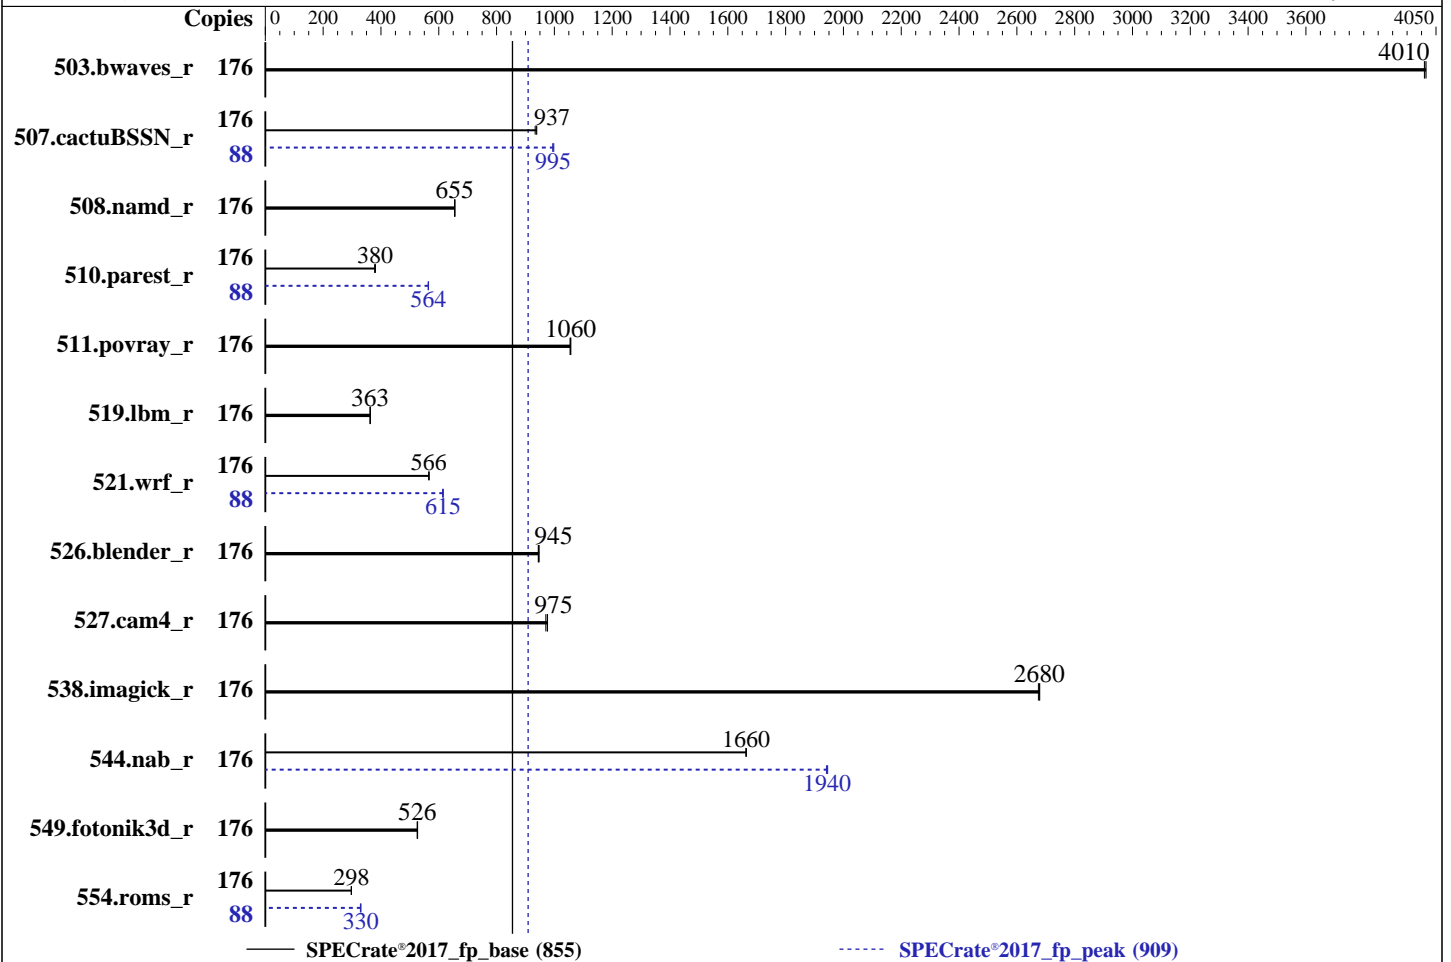 Copies 0 200 400 600 800 1000 1200 1400 1600 1800 2000 2200 2400 2600 2800 3000 3200 3400 3600 4050
503.bwaves_r 176 4010
507.cactuBSSN_r 176 937
88 995
508.namd_r 176 655
510.parest_r 176 380
88 564
511.povray_r 176 1060
519.lbm_r 176 363
521.wrf_r 176 566
88 615
526.blender_r 176 945
527.cam4_r 176 975
538.imagick_r 176 2680
544.nab_r 176 1660
1940
549.fotonik3d_r 176 526
554.roms_r 176 298
88 330
SPECrate®2017_fp_base (855) SPECrate®2017_fp_peak (909)